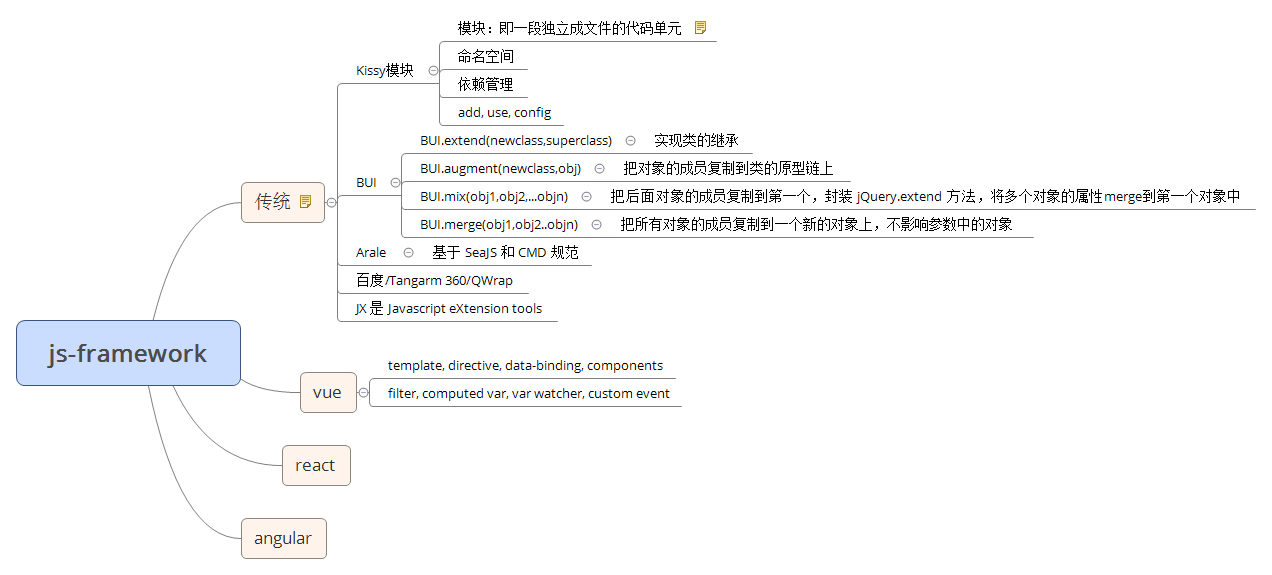 js-framework
传统
Kissy模块
模块：即一段独立成文件的代码单元
命名空间
依赖管理
add, use, config
BUI
BUI.extend(newclass,superclass)
实现类的继承
BUI.augment(newclass,obj)
把对象的成员复制到类的原型链上
BUI.mix(obj1,obj2,...objn)
把后面对象的成员复制到第一个，封装 jQuery.extend 方法，将多个对象的属性merge到第一个对象中
BUI.merge(obj1,obj2..objn)
把所有对象的成员复制到一个新的对象上，不影响参数中的对象
Arale
基于 SeaJS 和 CMD 规范
百度/Tangarm 360/QWrap
JX 是 Javascript eXtension tools
vue
template, directive, data-binding, components
filter, computed var, var watcher, custom event
react
angular